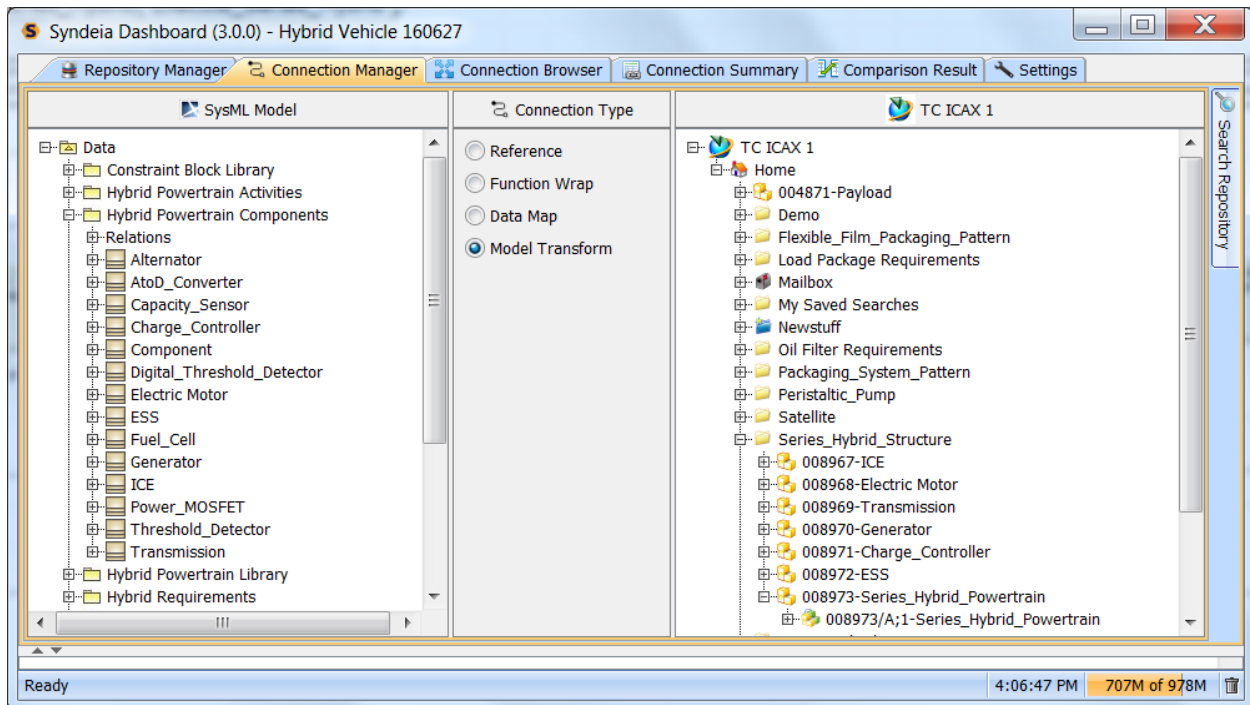 Syndeia Dashboard (3.0.0) - Hybrid Vehicle 160627
Repository Manager
Connection Manager
Connection Browser
Connection Summary
Comparison Result
Settings
SysML Model
Data
Constraint Block Library
Hybrid Powertrain Activities
Hybrid Powertrain Components
Relations
Alternator
AtoD_Converter
Capacity_Sensor
Charge_Controller
Component
Digital_Threshold_Detector
Electric Motor
ESS
Fuel_Cell
Generator
ICE
Power_MOSFET
Threshold_Detector
Transmission
Hybrid Powertrain Library
Hybrid Requirements
Connection Type
Reference
Function Wrap
Data Map
Model Transform
TC ICAX 1
TC ICAX 1
Home
004871-Payload
Demo
Flexible_Film_Packaging_Pattern
Load Package Requirements
Mailbox
My Saved Searches
Newstuff
Oil Filter Requirements
Packaging_System_Pattern
Peristaltic_Pump
Satellite
Series_Hybrid_Structure
008967-ICE
008968-Electric Motor
008969-Transmission
008970-Generator
008971-Charge_Controller
008972-ESS
008973-Series_Hybrid_Powertrain
008973/A;1-Series_Hybrid_Powertrain
Search Repository
Ready
4:06:47 PM
707M of 978M